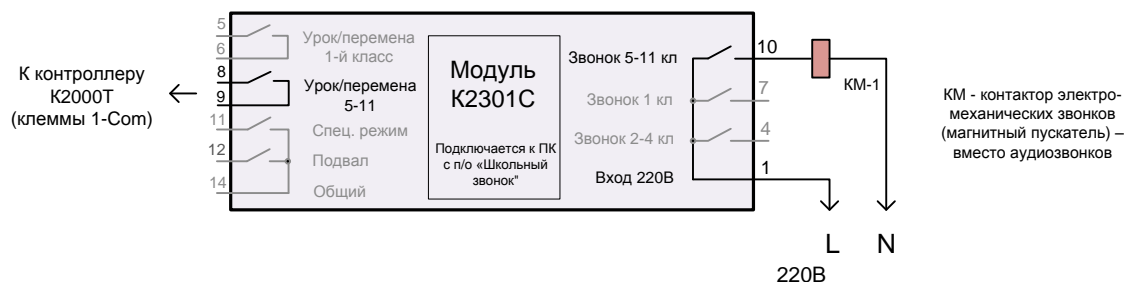 К контроллеру
К2000Т
(клеммы 1-Com)
5
6
8
9
11
12
14
Урок/перемена
1-й класс
Урок/перемена
5-11
Спец. режим
Подвал
Общий
Модуль
К2301С
Подключается к ПК
с п/о «Школьный
звонок"
Звонок 5-11 кл
Звонок 1 кл
Звонок 2-4 кл
Вход 220В
10
7
4
1
КМ-1
L N
220В
КМ - контактор электро-
механических звонков
(магнитный пускатель) –
вместо аудиозвонков